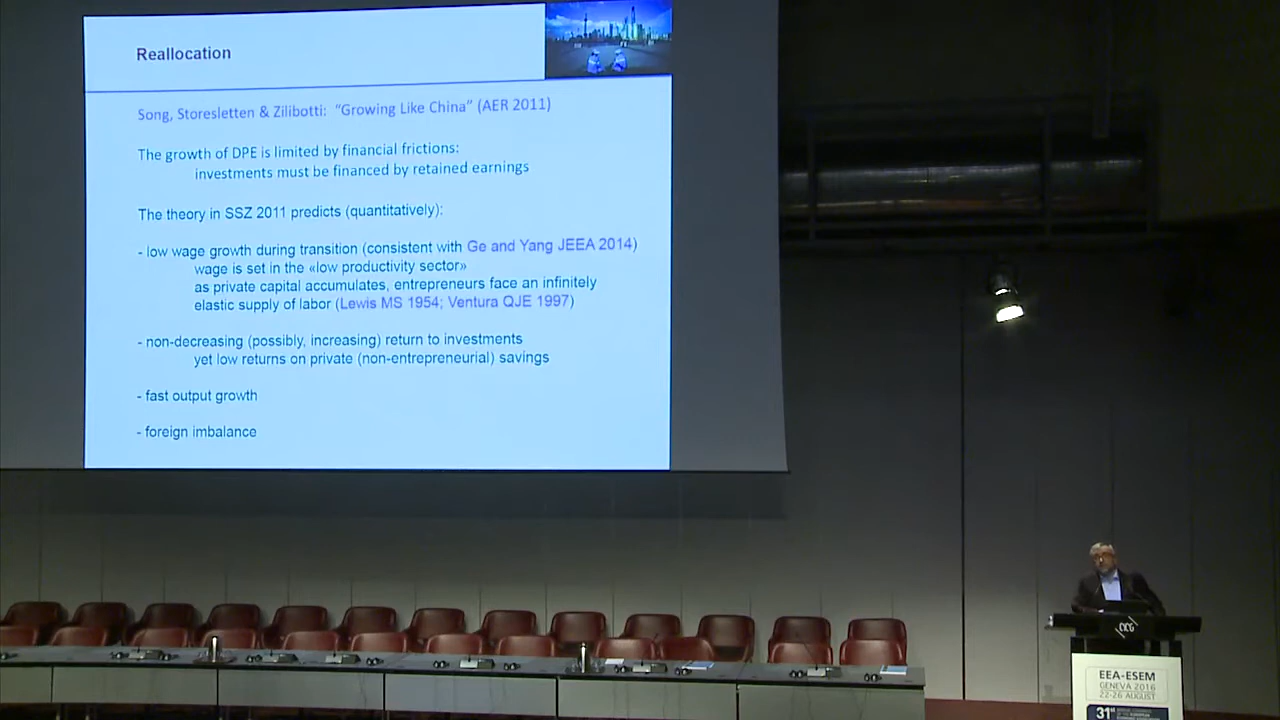 Reallocation
Song, Storesletten & Zilibotti: “Growing Like China” (AER 2011)
The growth of DPE is limited by financial frictions:
investments must be financed by retained earnings
The theory in SSZ 2011 predicts (quantitatively):
- low wage growth during transition (consistent with Ge and Yang JEEA 2014)
wage is set in the «low productivity sector»
as private capital accumulates, entrepreneurs face an infinitely
elastic supply of labor (Lewis MS 1954; Ventura QJE 1997)
- non-decreasing (possibly, increasing) return to investments
yet low returns on private (non-entrepreneurial) savings
- fast output growth
- foreign imbalance
CICG
EEA-ESEM
GENEVA 2016
22-26 AUGUST
31st